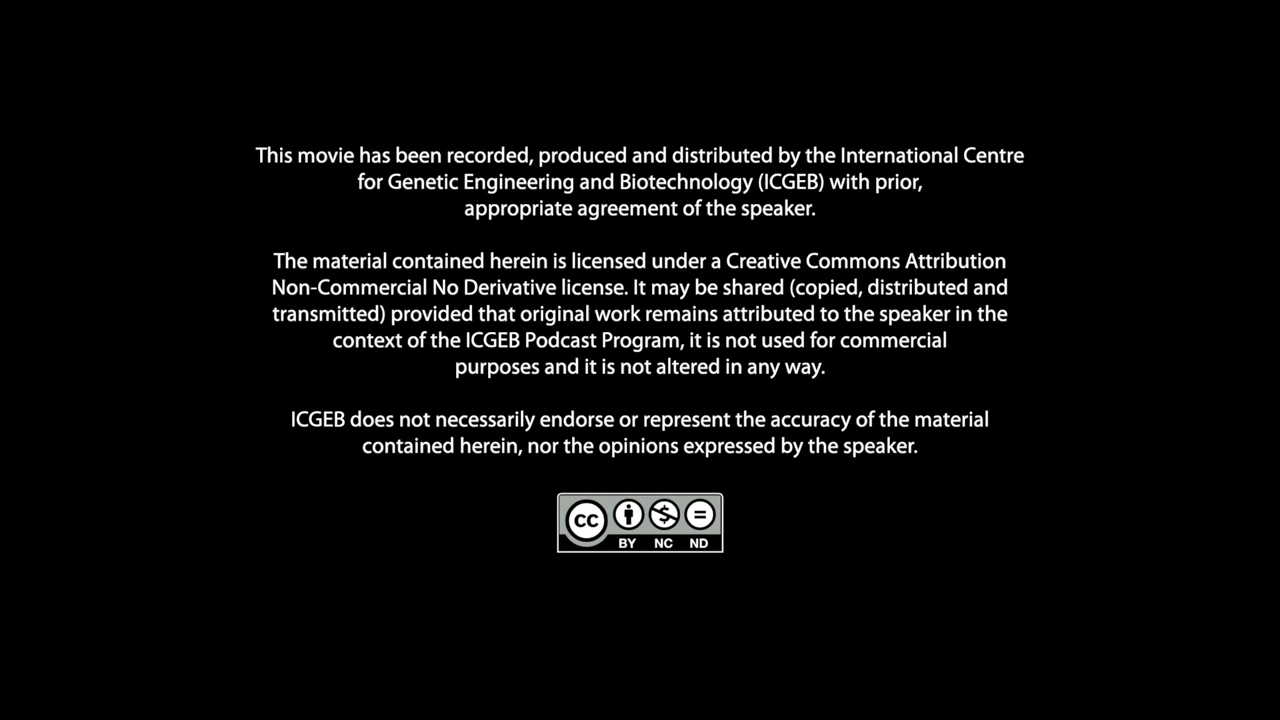 This movie has been recorded, produced and distributed by the International Centre
for Genetic Engineering and Biotechnology (ICGEB) with prior,
appropriate agreement of the speaker.
The material contained herein is licensed under a Creative Commons Attribution
Non-Commercial No Derivative license. It may be shared (copied, distributed and
transmitted) provided that original work remains attributed to the speaker in the
context of the ICGEB Podcast Program, it is not used for commercial
purposes and it is not altered in any way.
ICGEB does not necessarily endorse or represent the accuracy of the material
contained herein, nor the opinions expressed by the speaker.
cc
BY NC ND